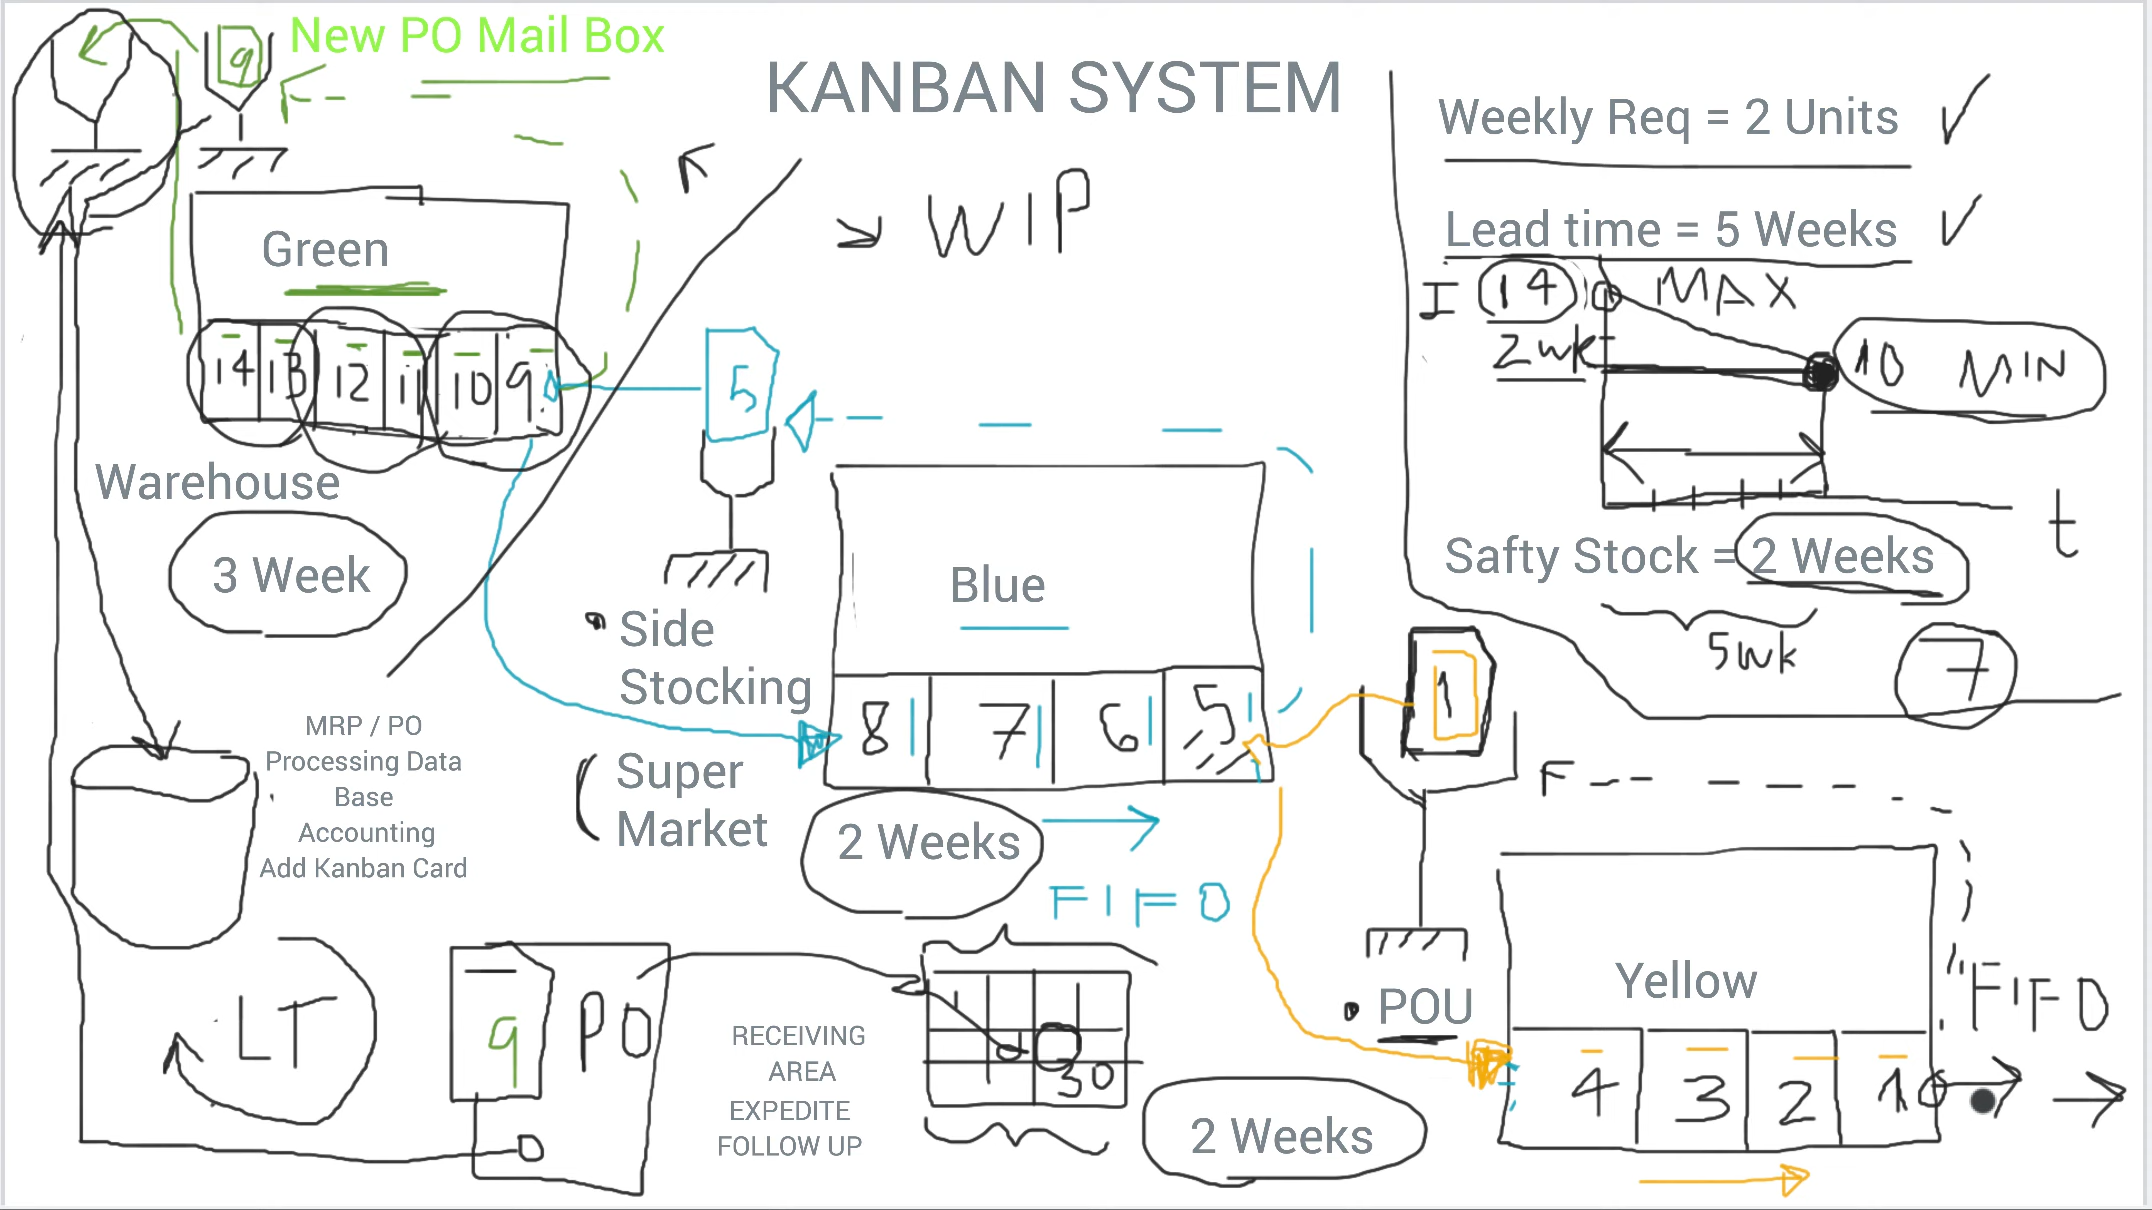 New PO Mail Box
9
KANBAN SYSTEM
Weekly Req = 2 Units
Lead time = 5 Weeks
WIP
Green
I 14 MAX
2wk
10 MIN
14 13 12 11 10 9
5
Warehouse
3 Week
t
Safty Stock = 2 Weeks
5wk
7
Blue
Side
Stocking
1
8 7 6 5
MRP / PO
Processing Data
Base
Accounting
Add Kanban Card
Super
Market
2 Weeks
F
FIFO
Yellow
"FIFO
POU
LT
9
PO
RECEIVING
AREA
EXPEDITE
FOLLOW UP
30
2 Weeks
4 3 2 1